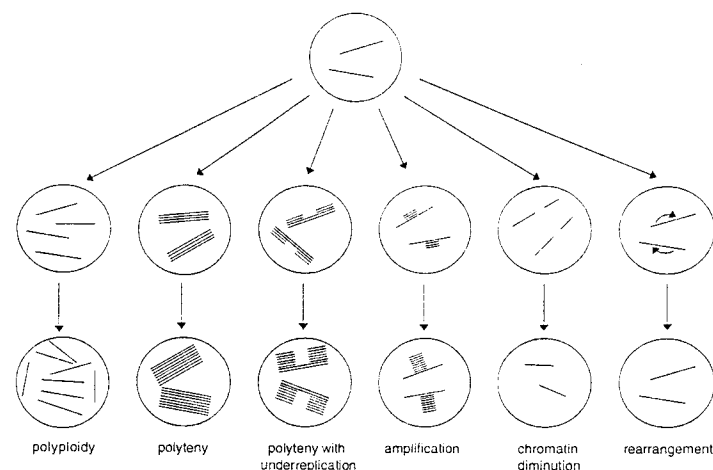 polyploidy
polyteny
polyteny with
underreplication
amplification
chromatin
diminution
rearrangement